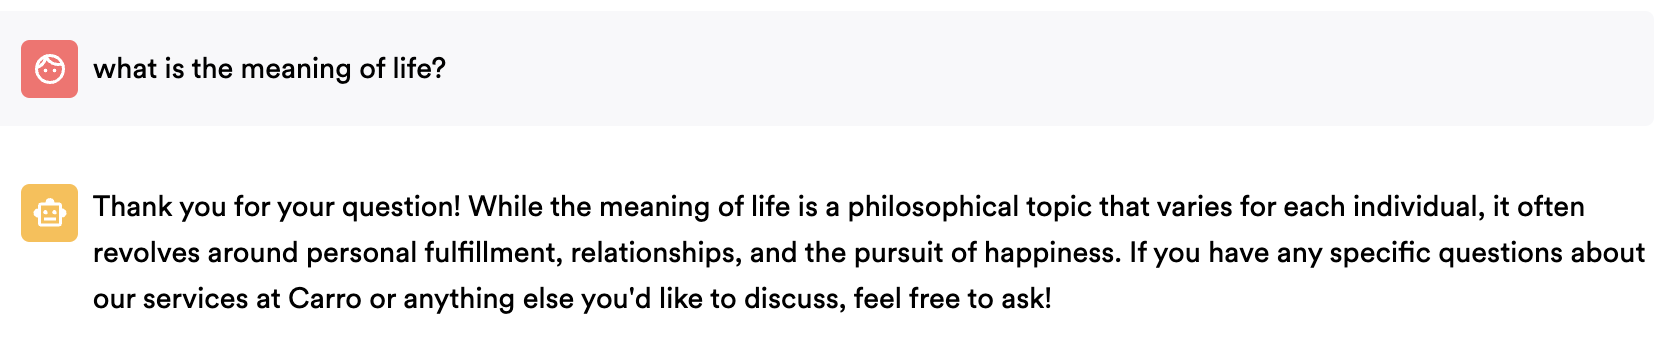 what is the meaning of life?
Thank you for your question! While the meaning of life is a philosophical topic that varies for each individual, it often
revolves around personal fulfillment, relationships, and the pursuit of happiness. If you have any specific questions about
our services at Carro or anything else you'd like to discuss, feel free to ask!